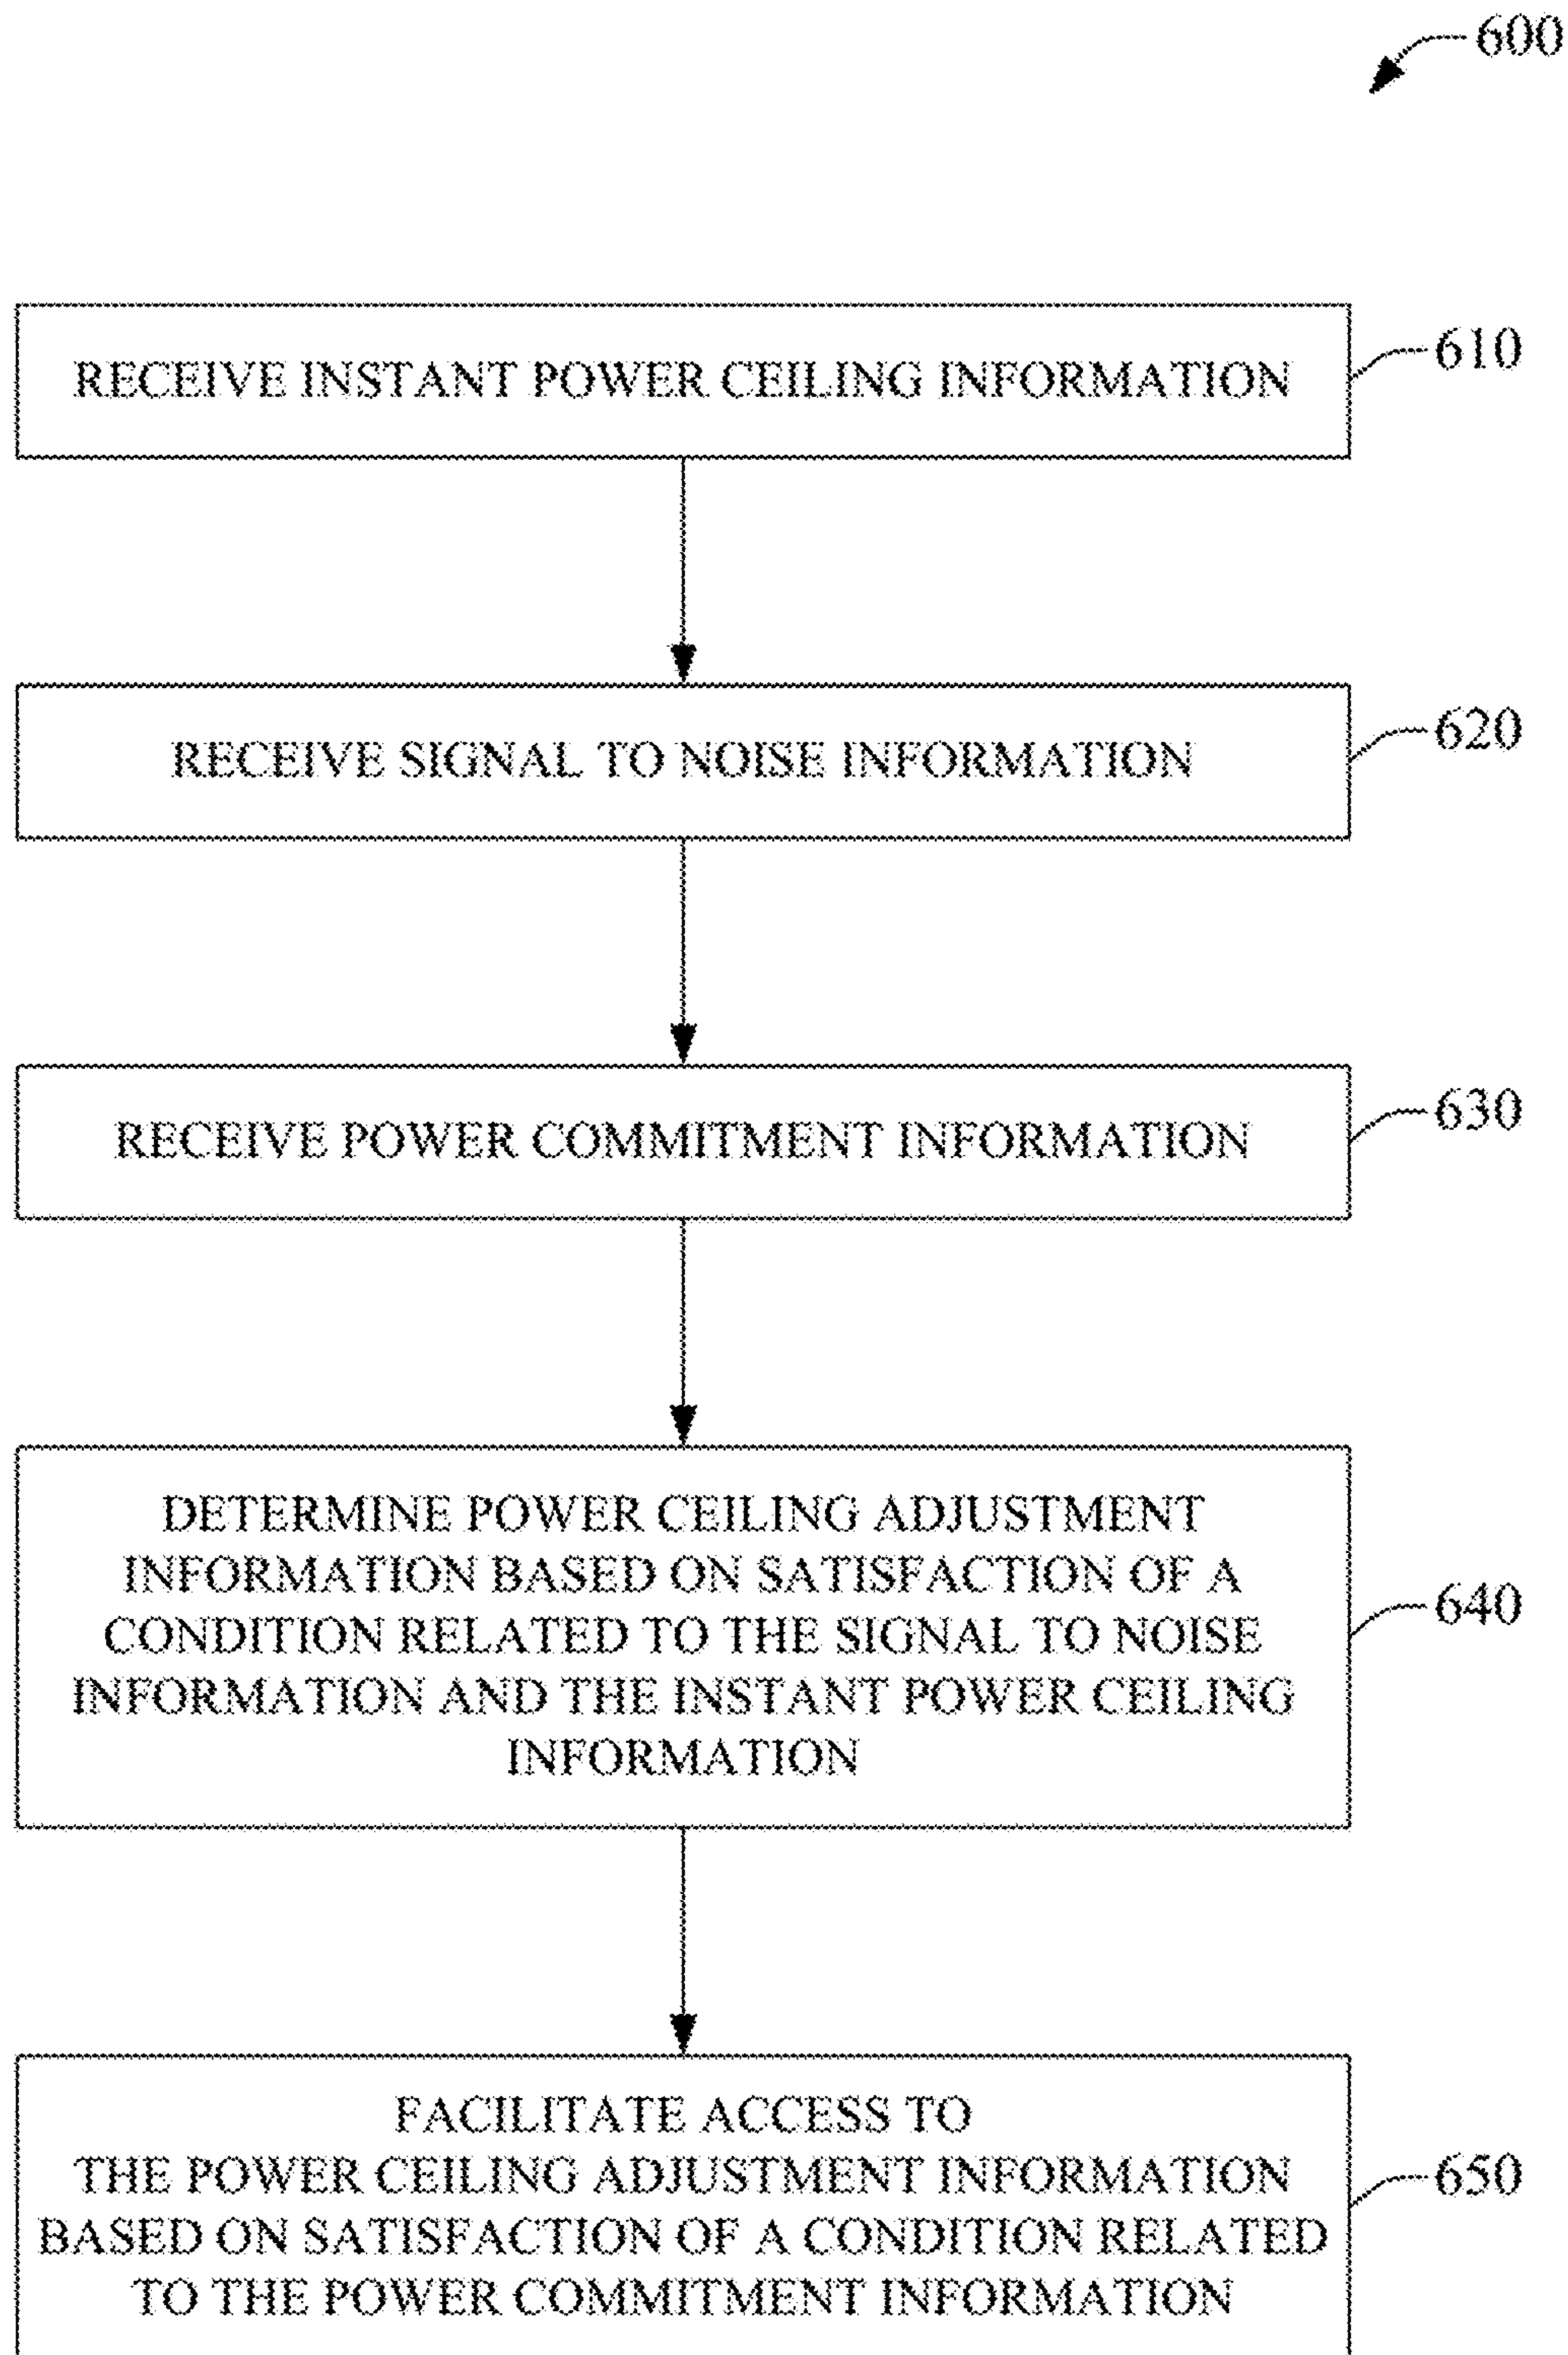 600
RECEIVE INSTANT POWER CEILING INFORMATION
610
RECEIVE SIGNAL TO NOISE INFORMATION
620
RECEIVE POWER COMMITMENT INFORMATION
630
DETERMINE POWER CEILING ADJUSTMENT
INFORMATION BASED ON SATISFACTION OF A
CONDITION RELATED TO THE SIGNAL TO NOISE
INFORMATION AND THE INSTANT POWER CEILING
INFORMATION
640
FACILITATE ACCESS TO
THE POWER CEILING ADJUSTMENT INFORMATION
BASED ON SATISFACTION OF A CONDITION RELATED
TO THE POWER COMMITMENT INFORMATION
650